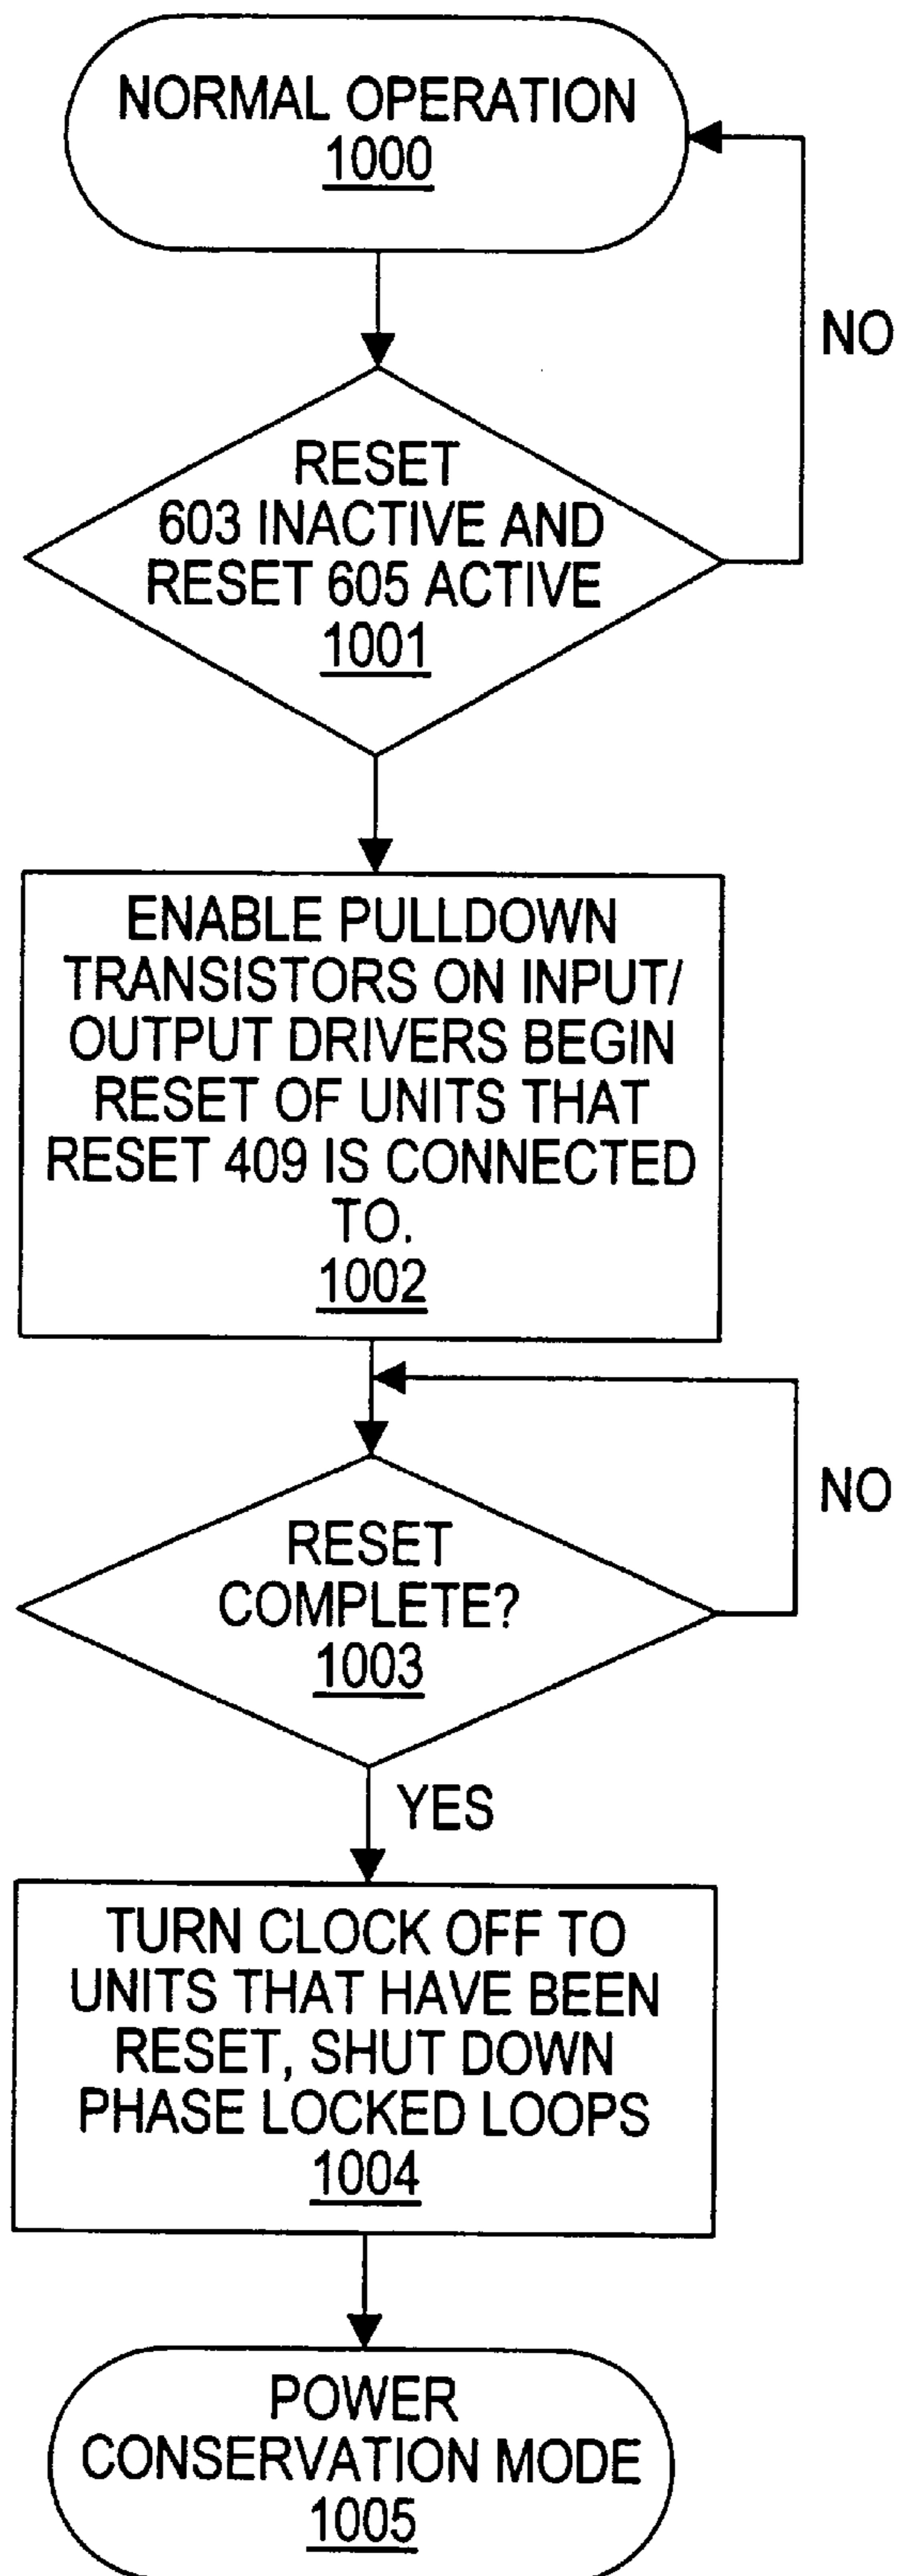 NORMAL OPERATION
1000
NO
RESET
603 INACTIVE AND
RESET 605 ACTIVE
1001
ENABLE PULLDOWN
TRANSISTORS ON INPUT/
OUTPUT DRIVERS BEGIN
RESET OF UNITS THAT
RESET 409 IS CONNECTED
TO.
1002
NO
RESET
COMPLETE?
1003
YES
TURN CLOCK OFF TO
UNITS THAT HAVE BEEN
RESET, SHUT DOWN
PHASE LOCKED LOOPS
1004
POWER
CONSERVATION MODE
1005